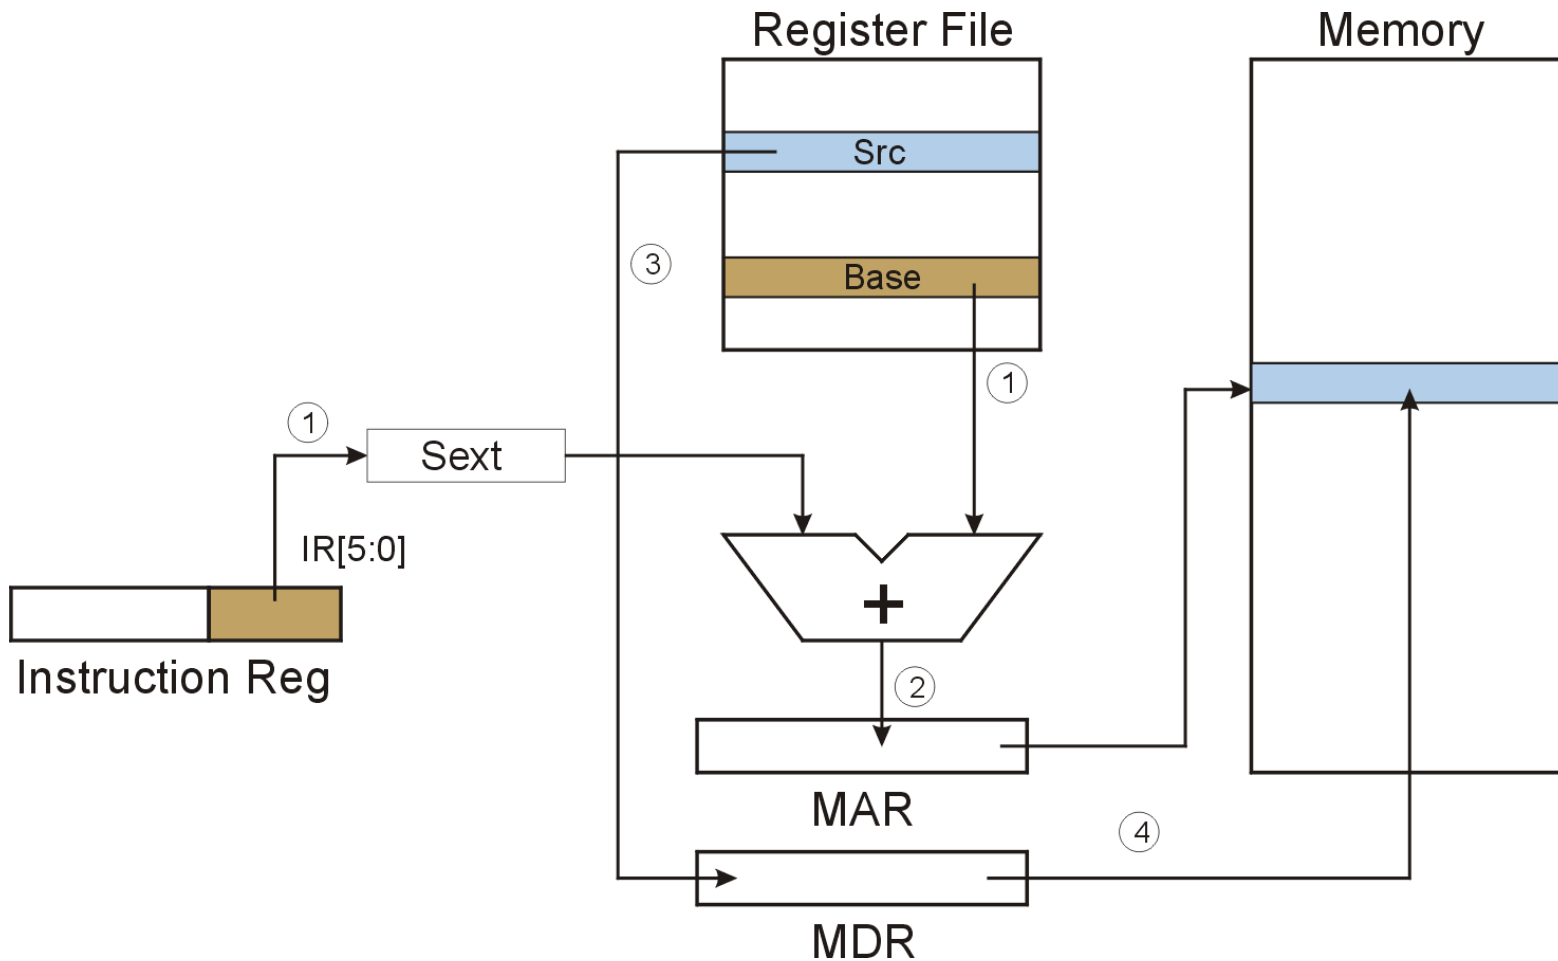 Register File
Memory
Src
3
Base
1
1
Sext
IR[5:0]
+
Instruction Reg
2
MAR
4
MDR